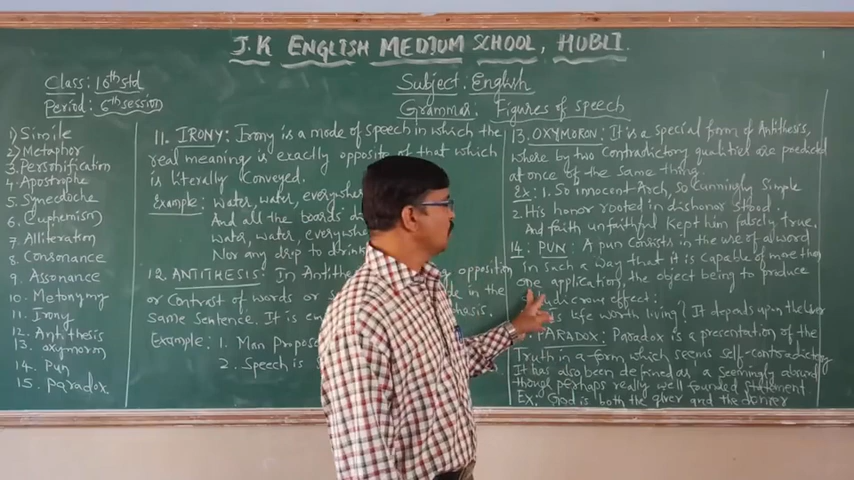 J.K ENGLISH MEDIUM SCHOOL, HUBLI.
Class: 10th std
Period: 6th session
Subject: English
Grammar: Figures of speech
1) Simile
2) Metaphor
3. Personification
4. Apostrophe
5. Synecdoche
6. Euphemism)
7. Alliteration
8. Consonance
9. Assonance
10. Metonymy
11. Irony
12. Antithesis
13. Oxymoron
14. Pun
15. Paradox
11. IRONY: Irony is a mode of speech in which the
real meaning is exactly opposite of that which
is literally conveyed.
Example: water, water, everywhere
And all the boards
water, water, everywhere
Nor any drop to drink
12. ANTITHESIS: In Antithe opposition
or contrast of words or in the
same sentence. It is
Example: 1. Man Propos
2. Speech is
13. OXYMORON: It is a special form of Antithesis,
where by two contradictory qualities are predicted
at once of the same thing.
Ex: 1. So innocent Arch, so cunningly simple
2. His honor rooted in dishonor stood
And faith unfaithful kept him falsely true.
14: PUN: A pun consists in the use of a word
in such a way that it is capable of more than
one application, the object being to produce
a ludicrous effect:
life worth living? It depends upon the liver
PARADOX: Paradox is a presentation of the
Truth in a form which seems self-contradictory
It has also been defined as 'a seemingly absurd
though perhaps really well founded statement
Ex: God is both the giver and the